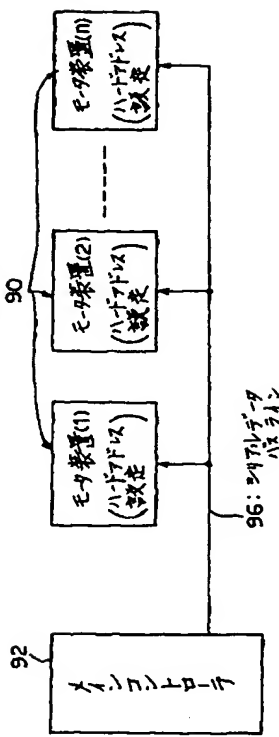 90
モータ装置(1)
(ハードアドレス
設定)
モータ装置(2)
(ハードアドレス
設定)
モータ装置(n)
(ハードアドレス
設定)
92
メインコントローラ
96:シリアルデータ
バスライン